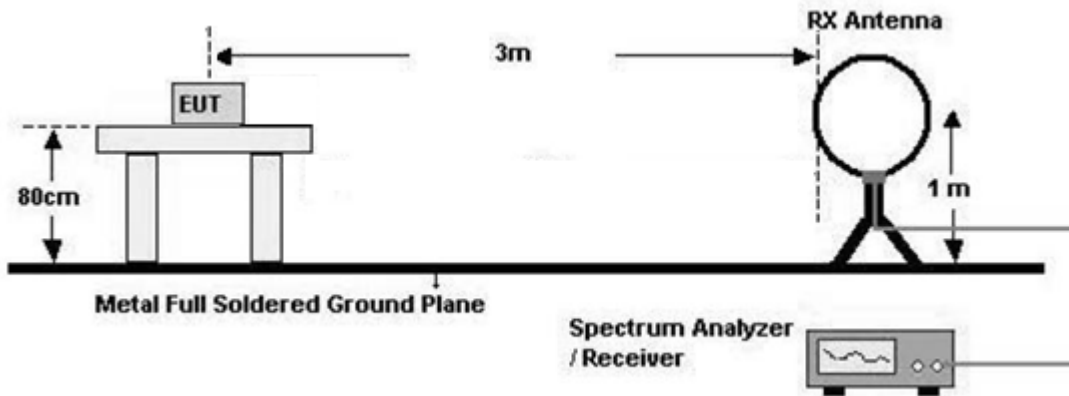 RX Antenna
3m
EUT
80cm
1 m
Metal Full Soldered Ground Plane
Spectrum Analyzer
/ Receiver